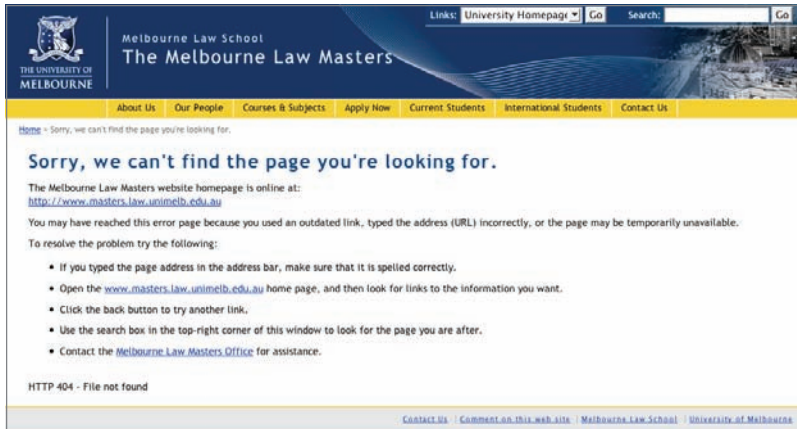 Links: University Homepage Go Search: Go
THE UNIVERSITY OF
MELBOURNE
Melbourne Law School
The Melbourne Law Masters
About Us Our People Courses & Subjects Apply Now Current Students International Students Contact Us
Home » Sorry, we can't find the page you're looking for.
Sorry, we can't find the page you're looking for.
The Melbourne Law Masters website homepage is online at:
http://www.masters.law.unimelb.edu.au
You may have reached this error page because you used an outdated link, typed the address (URL) incorrectly, or the page may be temporarily unavailable.
To resolve the problem try the following:
• If you typed the page address in the address bar, make sure that it is spelled correctly.
• Open the www.masters.law.unimelb.edu.au home page, and then look for links to the information you want.
• Click the back button to try another link.
• Use the search box in the top-right corner of this window to look for the page you are after.
• Contact the Melbourne Law Masters Office for assistance.
HTTP 404 - File not found
Contact Us | Comment on this web site | Melbourne Law School | University of Melbourne